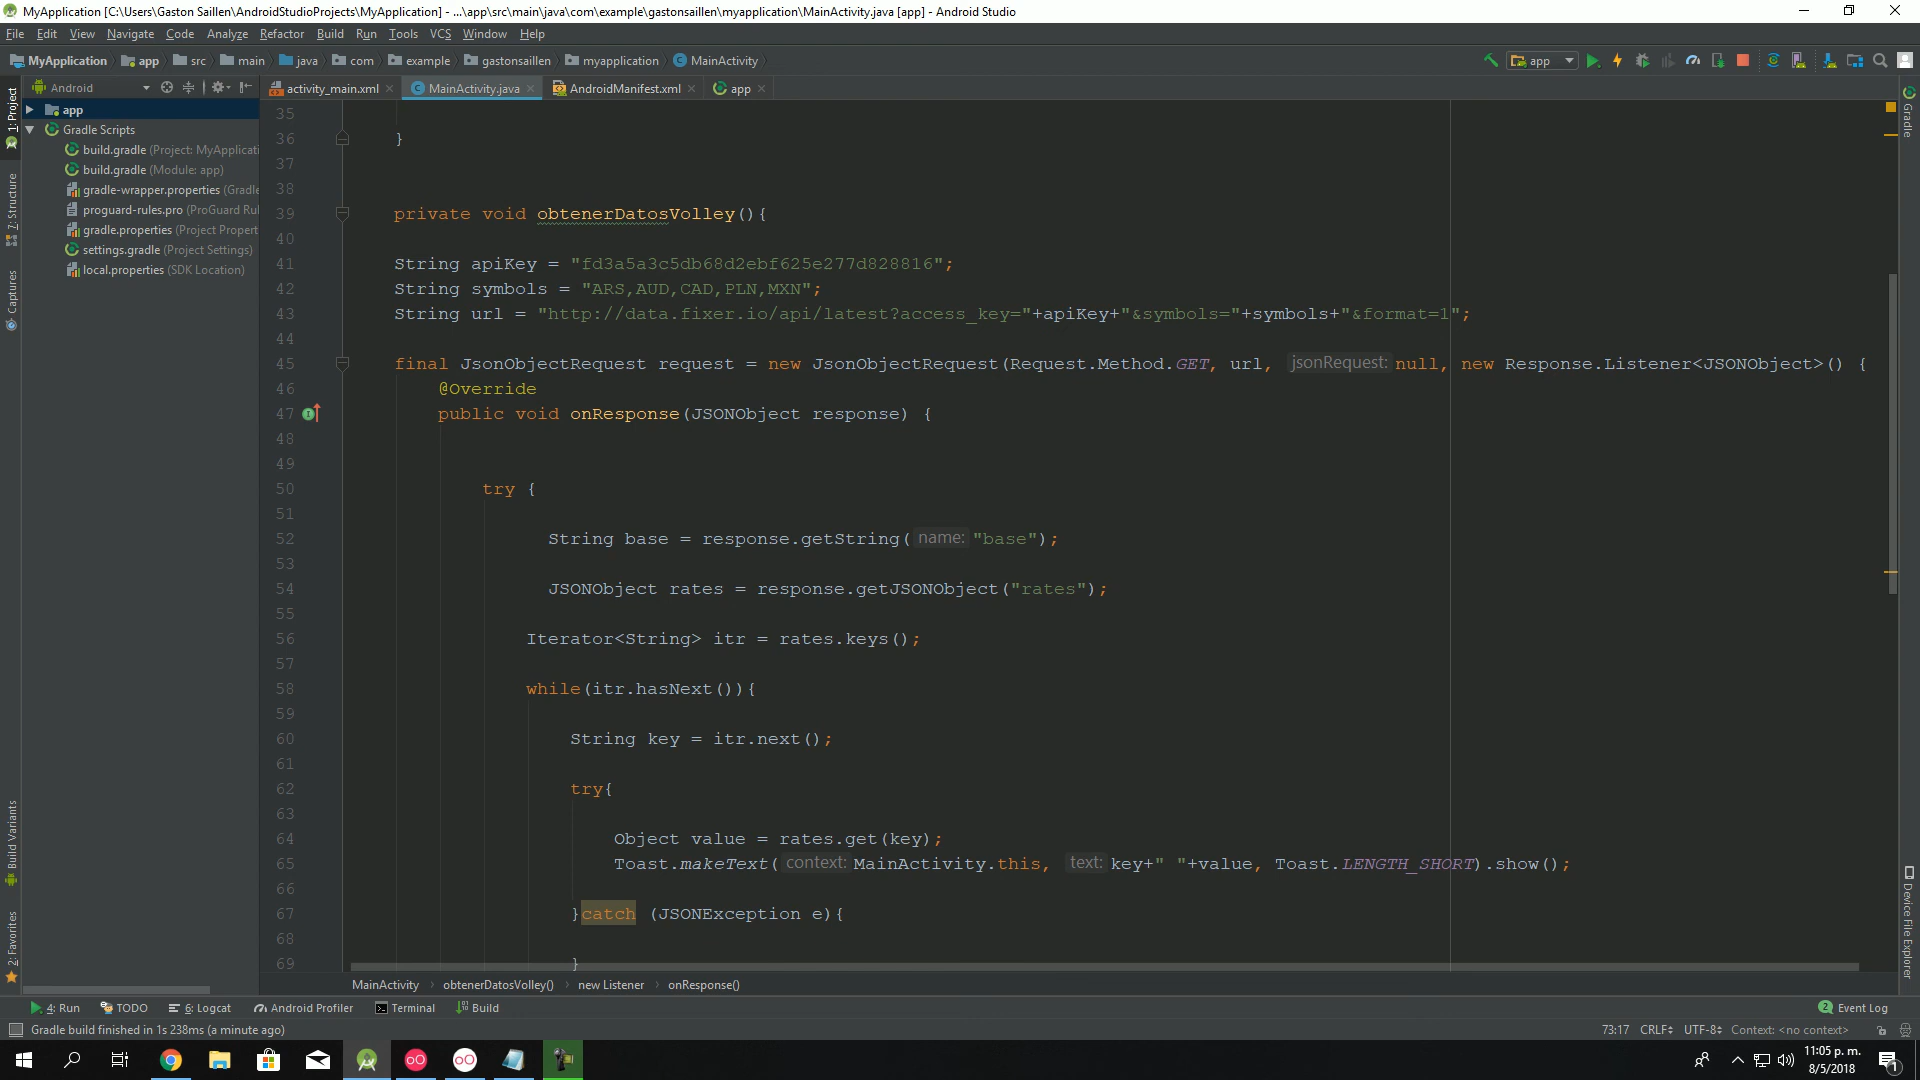 MyApplication [C:\Users\Gaston Saillen\AndroidStudioProjects\MyApplication] - ...\app\src\main\java\com\example\gastonsaillen\myapplication\MainActivity.java [app] - Android Studio
File Edit View Navigate Code Analyze Refactor Build Run Tools VCS Window Help
MyApplication app src main java com example gastonsaillen myapplication MainActivity app
Android activity_main.xml MainActivity.java AndroidManifest.xml app
1: Project
7: Structure
Captures
Build Variants
2: Favorites
app
Gradle Scripts
build.gradle (Project: MyApplicati
build.gradle (Module: app)
gradle-wrapper.properties (Gradle
proguard-rules.pro (ProGuard Rul
gradle.properties (Project Propert
settings.gradle (Project Settings)
local.properties (SDK Location)
35
36 }
37
38
39 private void obtenerDatosVolley(){
40
41 String apiKey = "fd3a5a3c5db68d2ebf625e277d828816";
42 String symbols = "ARS,AUD,CAD,PLN,MXN";
43 String url = "http://data.fixer.io/api/latest?access_key="+apiKey+"&symbols="+symbols+"&format=1";
44
45 final JsonObjectRequest request = new JsonObjectRequest(Request.Method.GET, url, jsonRequest: null, new Response.Listener<JSONObject>() {
46 @Override
47 public void onResponse(JSONObject response) {
48
49
50 try {
51
52 String base = response.getString( name: "base");
53
54 JSONObject rates = response.getJSONObject("rates");
55
56 Iterator<String> itr = rates.keys();
57
58 while(itr.hasNext()){
59
60 String key = itr.next();
61
62 try{
63
64 Object value = rates.get(key);
65 Toast.makeText( context: MainActivity.this, text: key+" "+value, Toast.LENGTH_SHORT).show();
66
67 }catch (JSONException e){
68
69 }
Gradle
Device File Explorer
MainActivity obtenerDatosVolley() new Listener onResponse()
4: Run TODO 6: Logcat Android Profiler Terminal Build 2 Event Log
Gradle build finished in 1s 238ms (a minute ago) 73:17 CRLF UTF-8 Context: <no context>
11:05 p. m.
8/5/2018
1